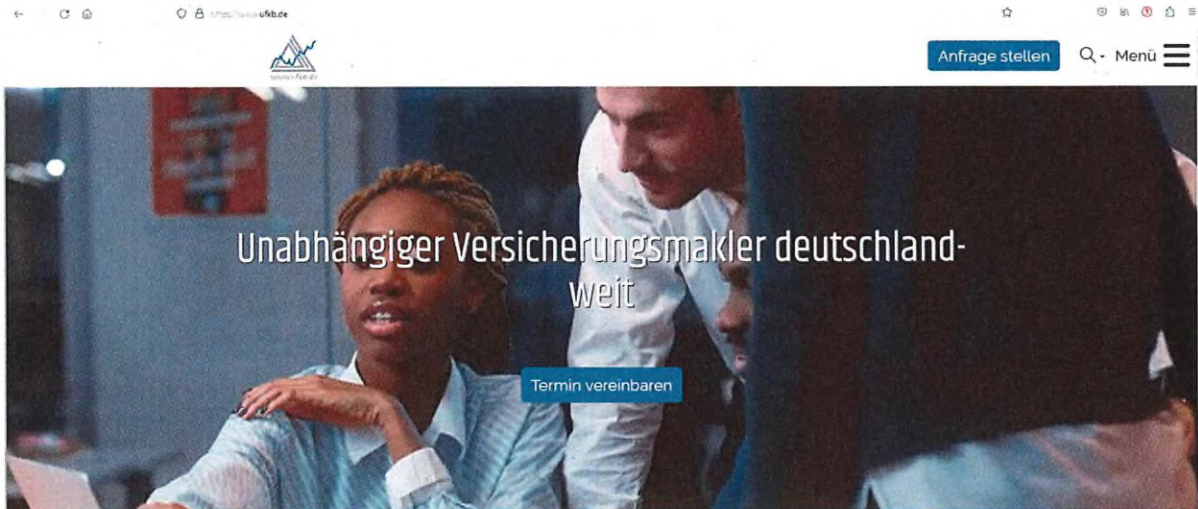 ufkb.de
Anfrage stellen
Menü
Unabhängiger Versicherungsmakler deutschland-
weit
Termin vereinbaren